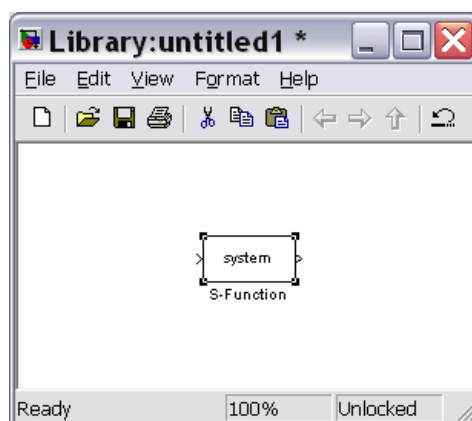 Library:untitled1 *
File Edit View Format Help
system
S-Function
Ready 100% Unlocked